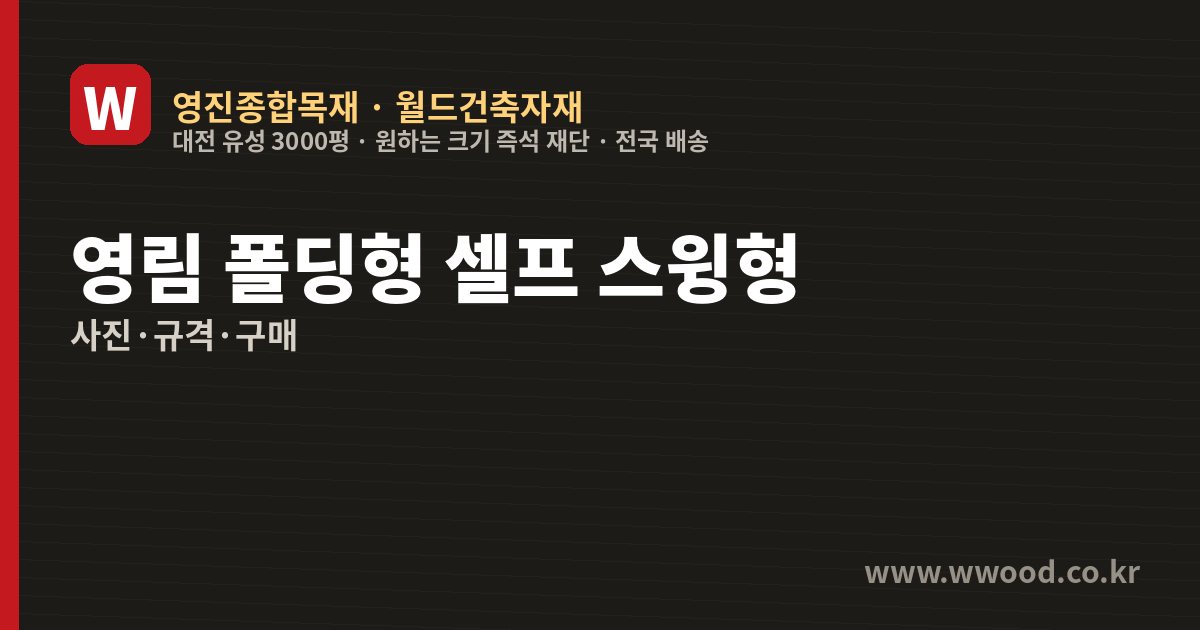 W
영진종합목재 · 월드건축자재
대전 유성 3000평 · 원하는 크기 즉석 재단 · 전국 배송
영림 폴딩형 셀프 스윙형
사진·규격·구매
www.wwood.co.kr